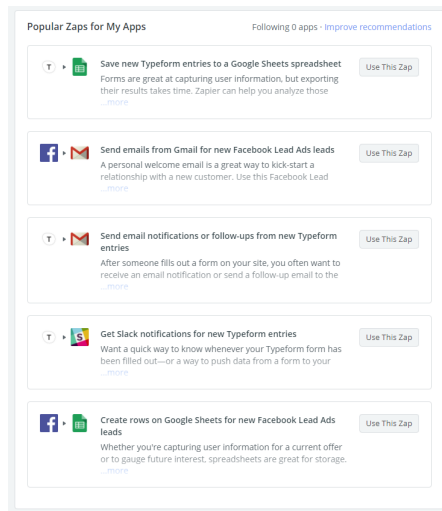 Popular Zaps for My Apps
Following 0 apps · Improve recommendations
T
Save new Typeform entries to a Google Sheets spreadsheet
Use This Zap
Forms are great at capturing user information, but exporting
their results takes time. Zapier can help you analyze those
...more
Send emails from Gmail for new Facebook Lead Ads leads
Use This Zap
A personal welcome email is a great way to kick-start a
relationship with a new customer. Use this Facebook Lead
...more
T
Send email notifications or follow-ups from new Typeform
entries
Use This Zap
After someone fills out a form on your site, you often want to
receive an email notification or send a follow-up email to the
...more
T
Get Slack notifications for new Typeform entries
Use This Zap
Want a quick way to know whenever your Typeform form has
been filled out—or a way to push data from a form to your
...more
Create rows on Google Sheets for new Facebook Lead Ads
leads
Use This Zap
Whether you're capturing user information for a current offer
or to gauge future interest, spreadsheets are great for storage.
...more